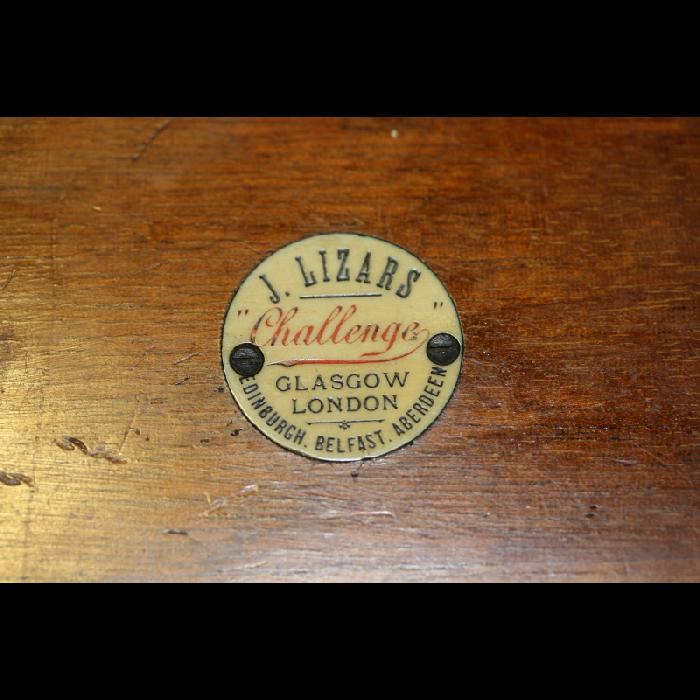 J. LIZARS
"Challenge"
GLASGOW
LONDON
EDINBURGH. BELFAST. ABERDEEN